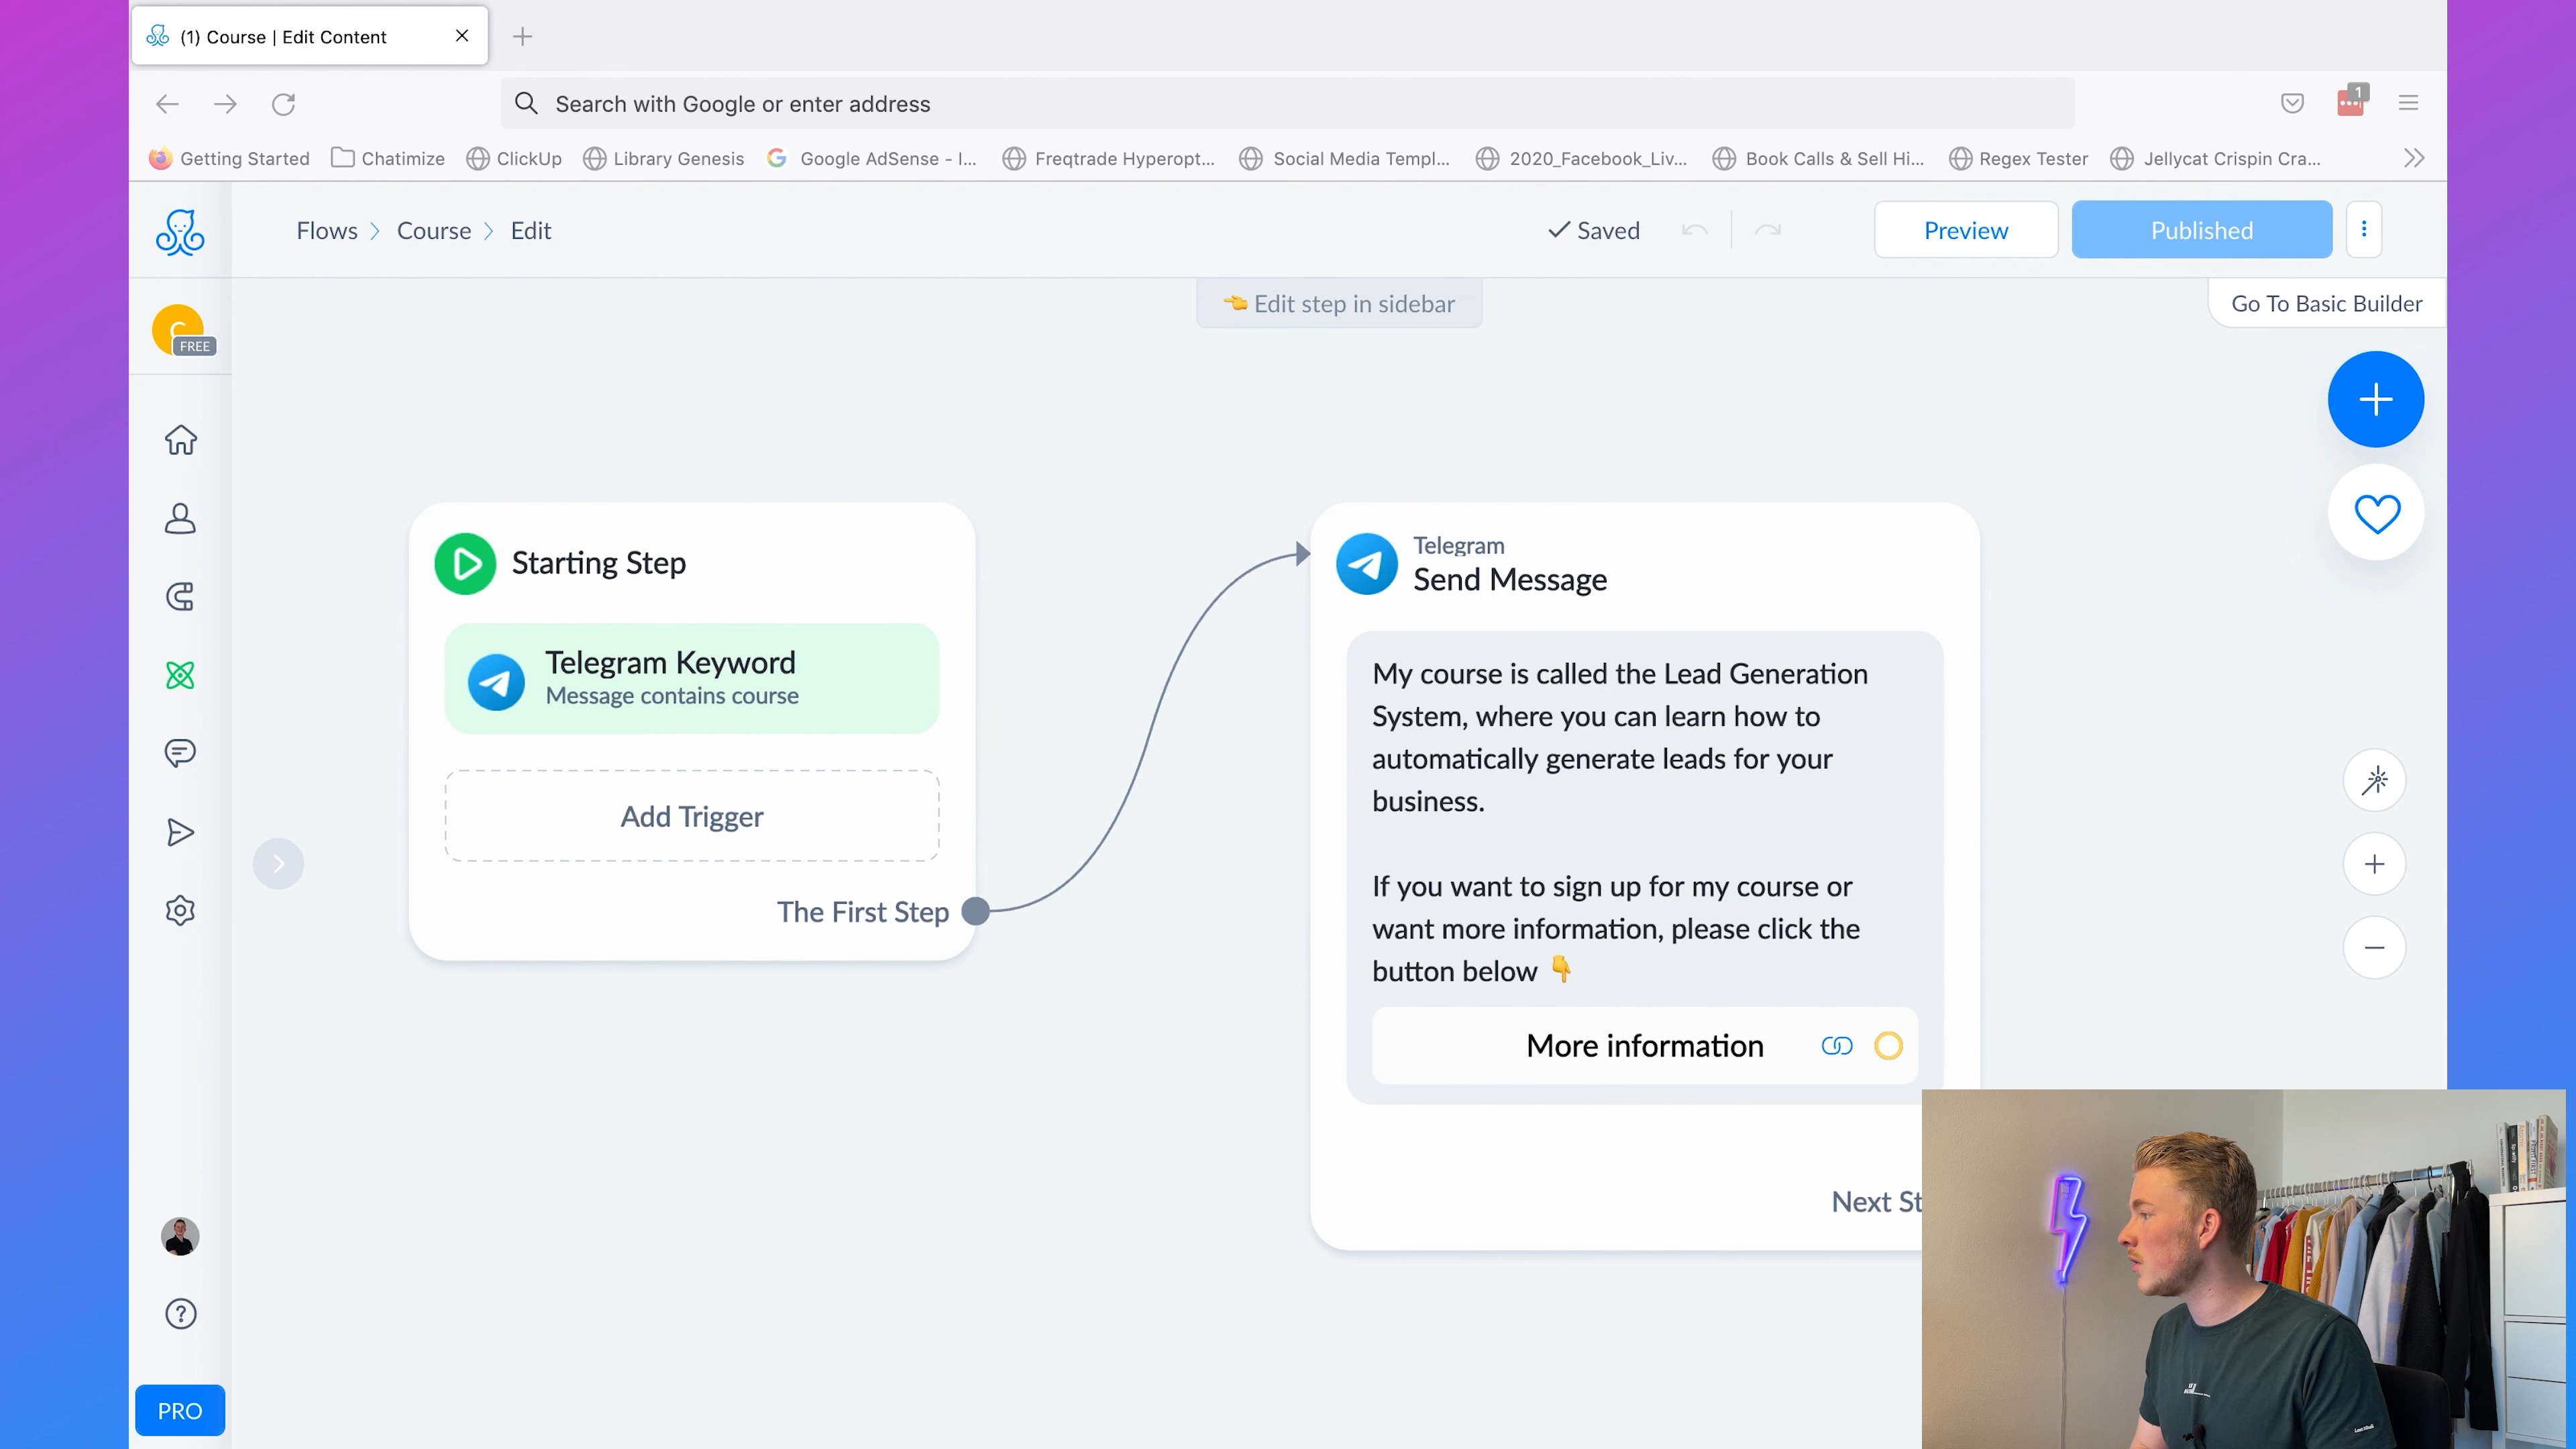 (1) Course | Edit Content
Search with Google or enter address
1
Getting Started
Chatimize
ClickUp
Library Genesis
Google AdSense - I...
Freqtrade Hyperopt...
Social Media Templ...
2020_Facebook_Liv...
Book Calls & Sell Hi...
Regex Tester
Jellycat Crispin Cra...
Flows > Course > Edit
Saved
Preview
Published
👈 Edit step in sidebar
Go To Basic Builder
C
FREE
Starting Step
Telegram Keyword
Message contains course
Add Trigger
The First Step
Telegram
Send Message
My course is called the Lead Generation
System, where you can learn how to
automatically generate leads for your
business.
If you want to sign up for my course or
want more information, please click the
button below 👇
More information
Next St
PRO